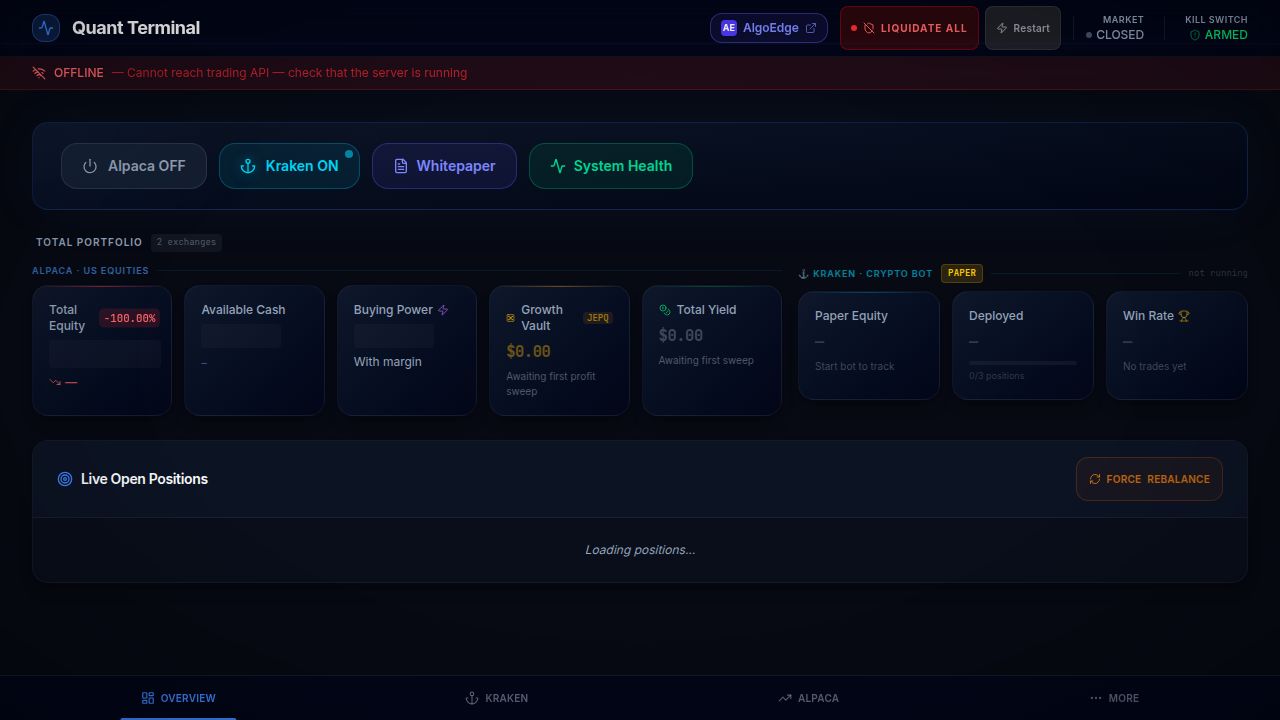 Quant Terminal
AE AlgoEdge
LIQUIDATE ALL
Restart
MARKET
CLOSED
KILL SWITCH
ARMED
OFFLINE — Cannot reach trading API — check that the server is running
Alpaca OFF
Kraken ON
Whitepaper
System Health
TOTAL PORTFOLIO 2 exchanges
ALPACA · US EQUITIES
KRAKEN · CRYPTO BOT PAPER not running
Total Equity -100.00%
—
Available Cash
–
Buying Power
With margin
Growth Vault JEPQ
$0.00
Awaiting first profit sweep
Total Yield
$0.00
Awaiting first sweep
Paper Equity
—
Start bot to track
Deployed
—
0/3 positions
Win Rate
—
No trades yet
Live Open Positions
FORCE REBALANCE
Loading positions...
OVERVIEW
KRAKEN
ALPACA
MORE